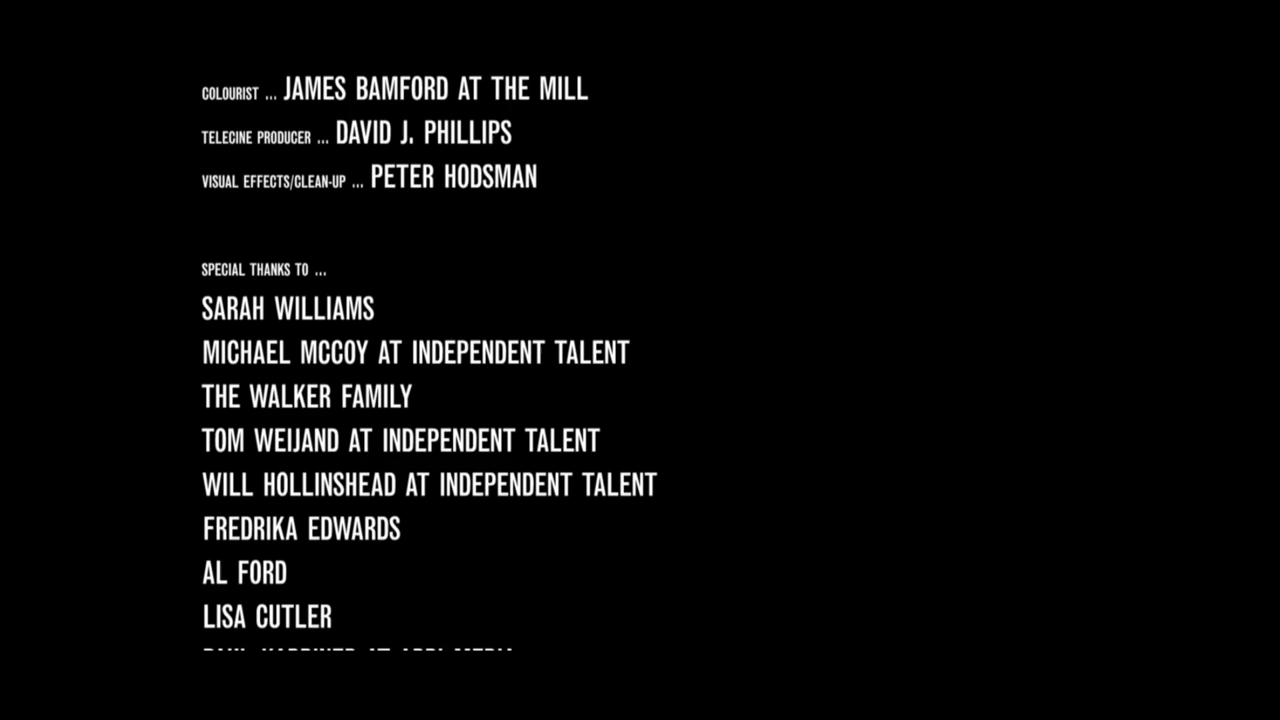 COLOURIST ... JAMES BAMFORD AT THE MILL
TELECINE PRODUCER ... DAVID J. PHILLIPS
VISUAL EFFECTS/CLEAN-UP ... PETER HODSMAN
SPECIAL THANKS TO ...
SARAH WILLIAMS
MICHAEL MCCOY AT INDEPENDENT TALENT
THE WALKER FAMILY
TOM WEIJAND AT INDEPENDENT TALENT
WILL HOLLINSHEAD AT INDEPENDENT TALENT
FREDRIKA EDWARDS
AL FORD
LISA CUTLER